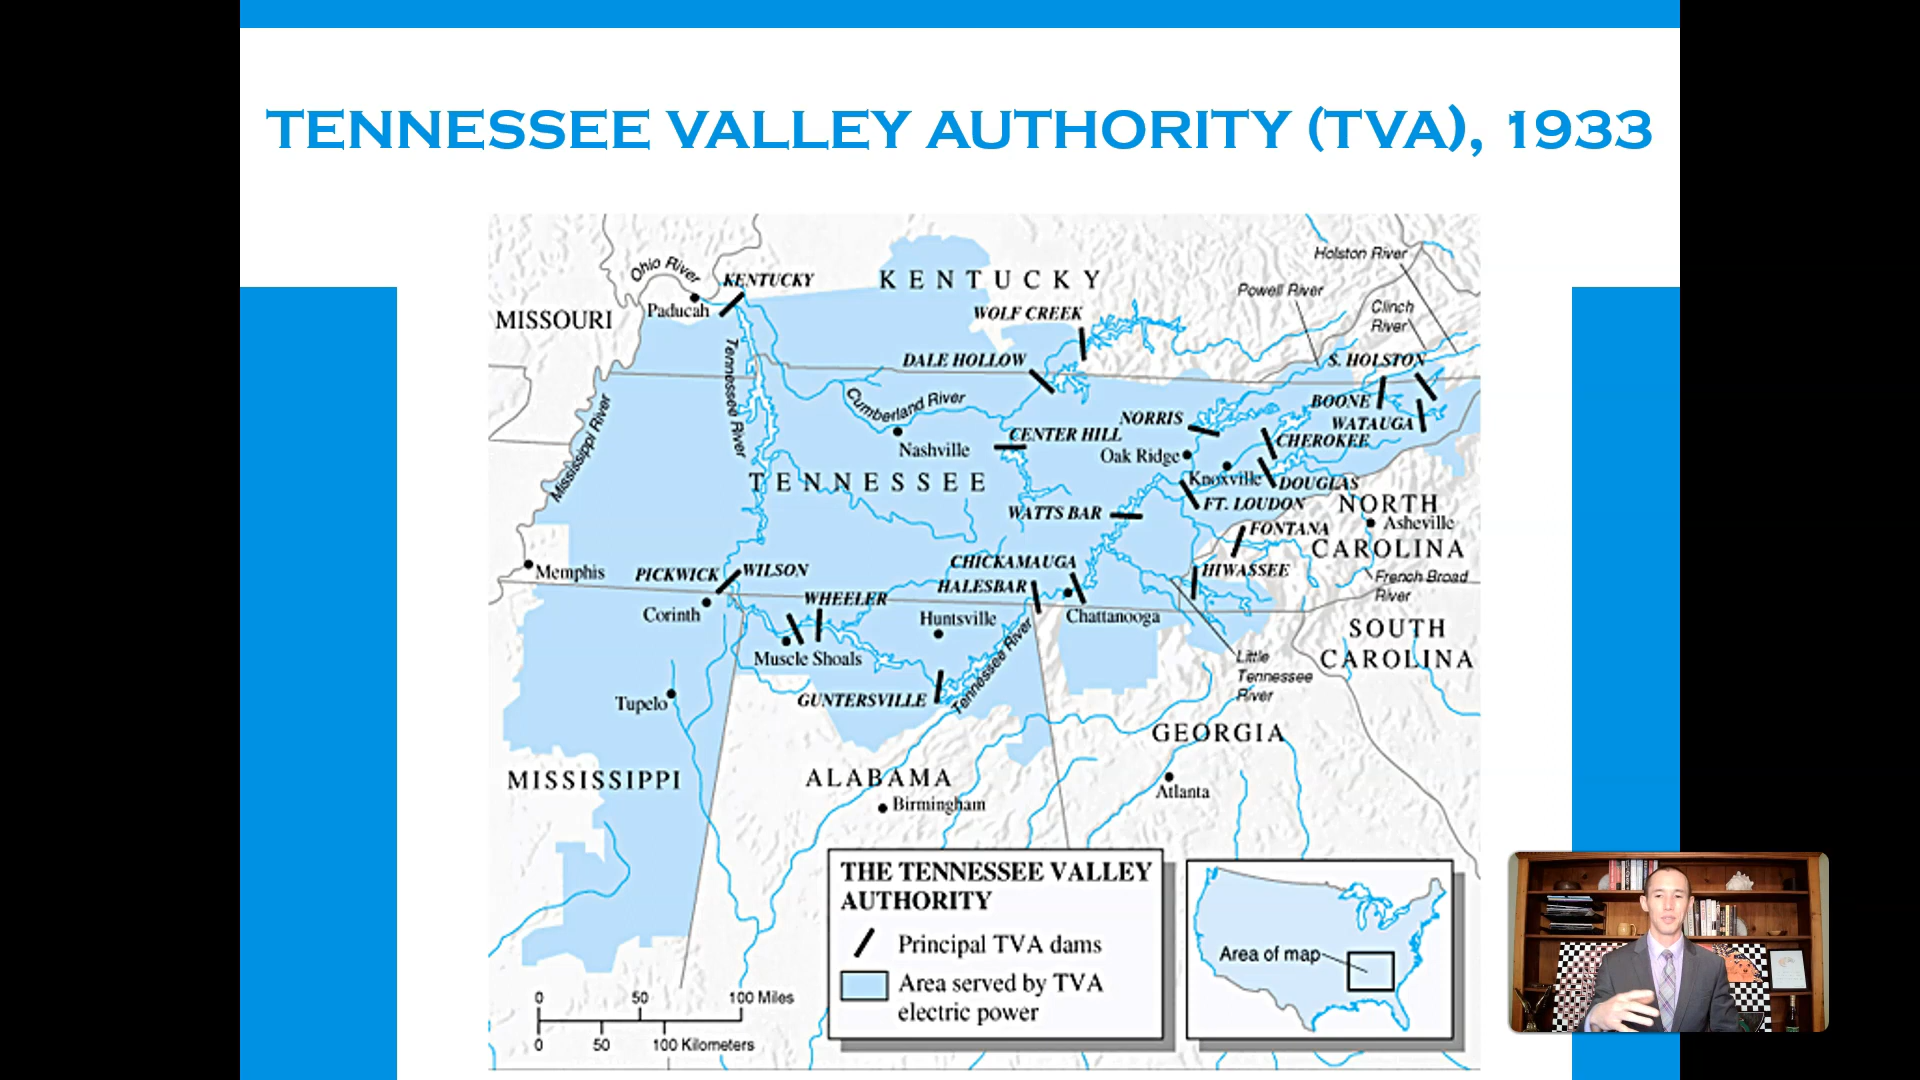 TENNESSEE VALLEY AUTHORITY (TVA), 1933
Holston River
Ohio River
KENTUCKY
KENTUCKY
Powell River
Paducah
MISSOURI
WOLF CREEK
Clinch
River
Tennessee River
DALE HOLLOW
S. HOLSTON
Mississippi River
Cumberland River
BOONE
NORRIS
WATAUGA
CENTER HILL
CHEROKEE
Nashville
Oak Ridge
TENNESSEE
Knoxville
DOUGLAS
FT. LOUDON
NORTH
CAROLINA
WATTS BAR
Asheville
FONTANA
CHICKAMAUGA
Memphis
PICKWICK
WILSON
HIWASSEE
French Broad
River
HALESBAR
WHEELER
Corinth
Huntsville
Chattanooga
SOUTH
CAROLINA
Muscle Shoals
Tennessee River
Little
Tennessee
River
Tupelo
GUNTERSVILLE
GEORGIA
MISSISSIPPI
ALABAMA
Atlanta
Birmingham
THE TENNESSEE VALLEY
AUTHORITY
Principal TVA dams
Area served by TVA
electric power
Area of map
0 50 100 Miles
0 50 100 Kilometers